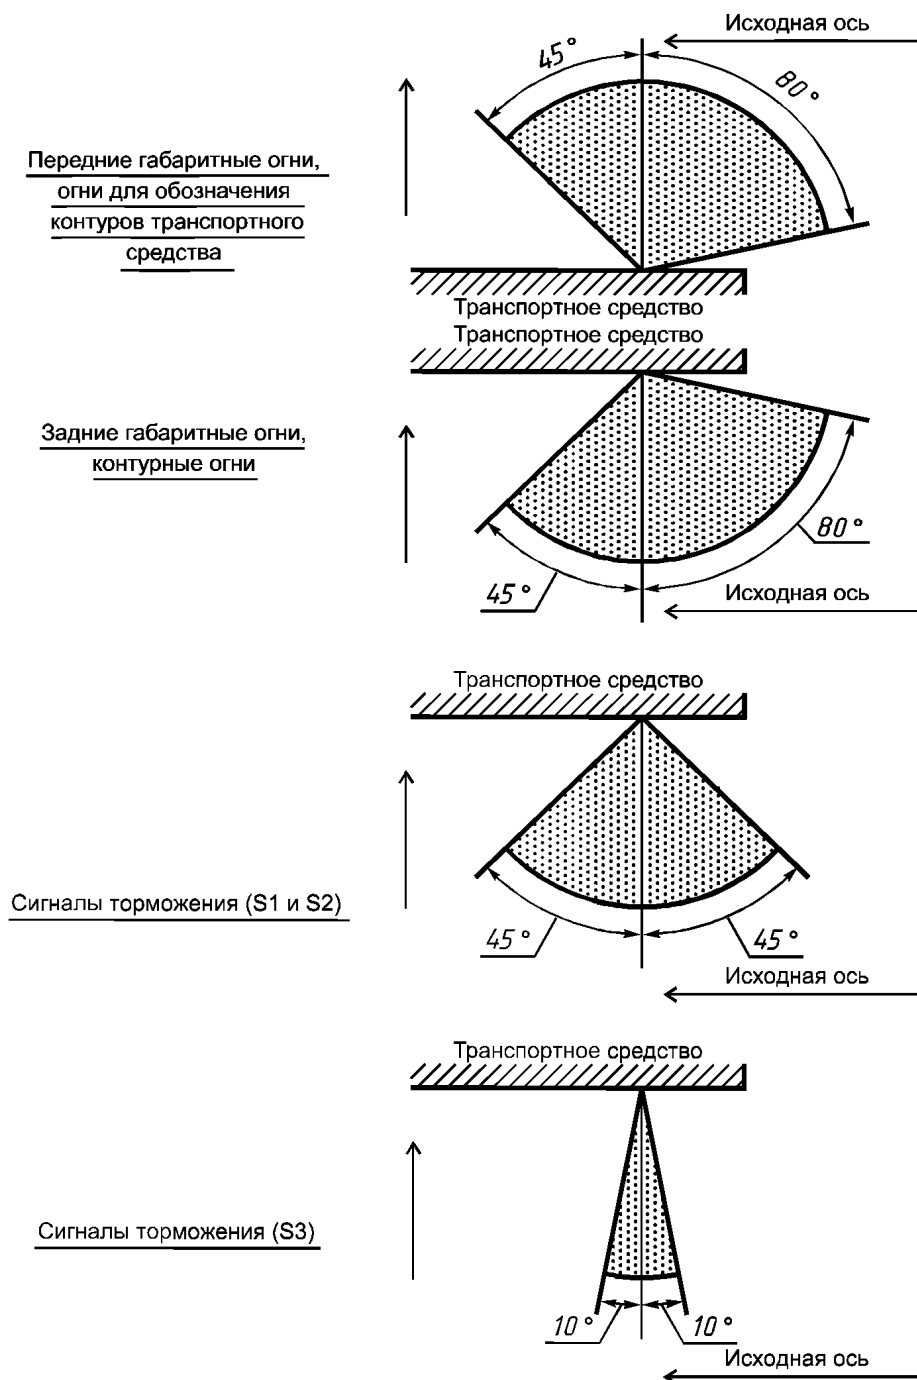 Исходная ось
45°
80°
Передние габаритные огни,
огни для обозначения
контуров транспортного
средства
Транспортное средство
Транспортное средство
Задние габаритные огни,
контурные огни
80°
45°
Исходная ось
Транспортное средство
Сигналы торможения (S1 и S2)
45°
45°
Исходная ось
Транспортное средство
Сигналы торможения (S3)
10°
10°
Исходная ось